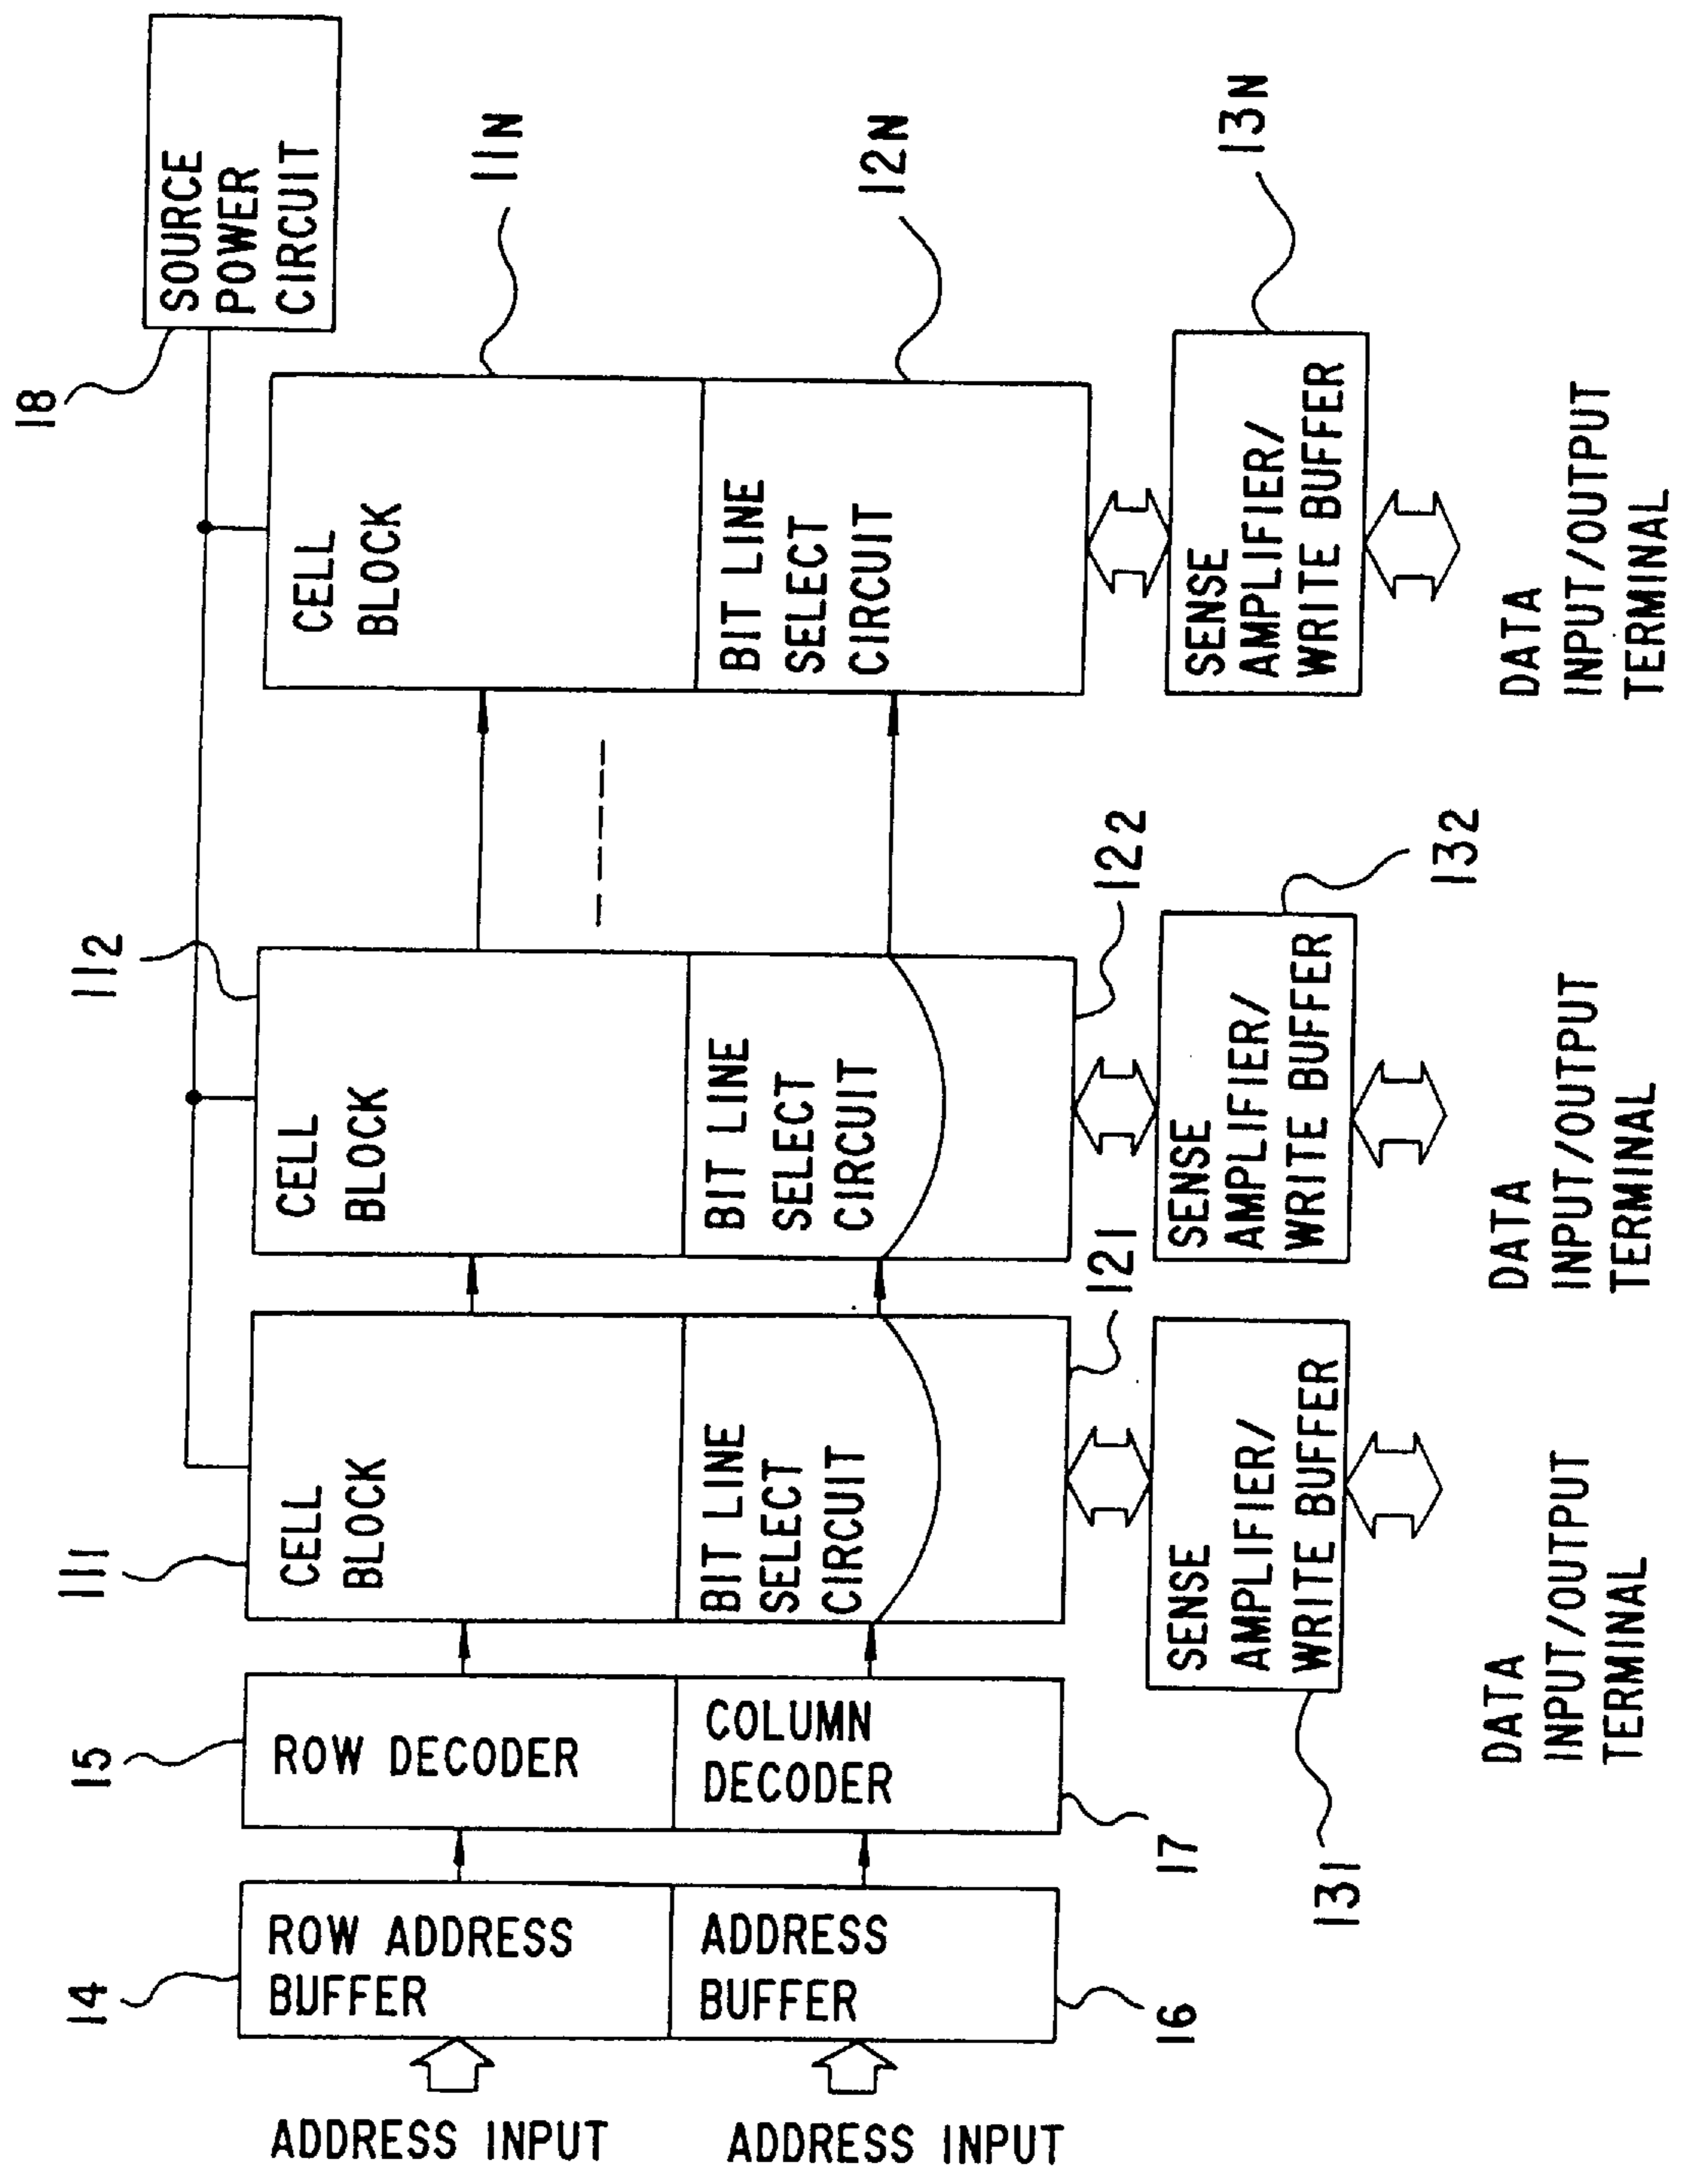 18
SOURCE
POWER
CIRCUIT
111
112
11N
CELL
BLOCK
CELL
BLOCK
CELL
BLOCK
14
ROW ADDRESS
BUFFER
15
ROW DECODER
ADDRESS INPUT
ADDRESS INPUT
ADDRESS
BUFFER
16
COLUMN
DECODER
17
BIT LINE
SELECT
CIRCUIT
121
BIT LINE
SELECT
CIRCUIT
122
BIT LINE
SELECT
CIRCUIT
12N
SENSE
AMPLIFIER/
WRITE BUFFER
131
SENSE
AMPLIFIER/
WRITE BUFFER
132
SENSE
AMPLIFIER/
WRITE BUFFER
13N
DATA
INPUT/OUTPUT
TERMINAL
DATA
INPUT/OUTPUT
TERMINAL
DATA
INPUT/OUTPUT
TERMINAL